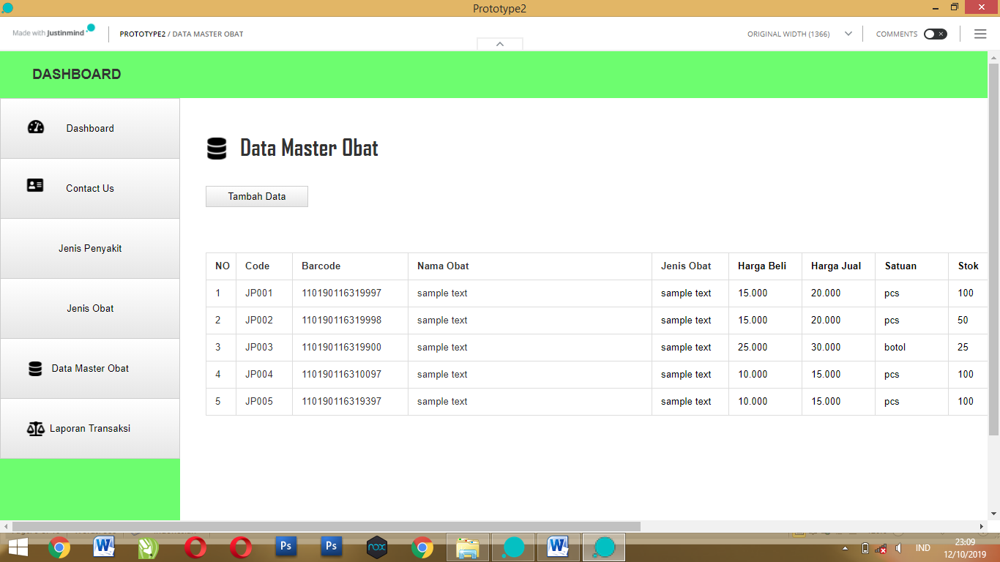 Prototype2
Made with Justinmind
PROTOTYPE2 / DATA MASTER OBAT
ORIGINAL WIDTH (1366)
COMMENTS
DASHBOARD
Dashboard
Contact Us
Jenis Penyakit
Jenis Obat
Data Master Obat
Laporan Transaksi
Data Master Obat
Tambah Data
NO Code Barcode Nama Obat Jenis Obat Harga Beli Harga Jual Satuan Stok
1 JP001 110190116319997 sample text sample text 15.000 20.000 pcs 100
2 JP002 110190116319998 sample text sample text 15.000 20.000 pcs 50
3 JP003 110190116319900 sample text sample text 25.000 30.000 botol 25
4 JP004 110190116310097 sample text sample text 10.000 15.000 pcs 100
5 JP005 110190116319397 sample text sample text 10.000 15.000 pcs 100
W Ps Ps nox W
IND
23:09
12/10/2019